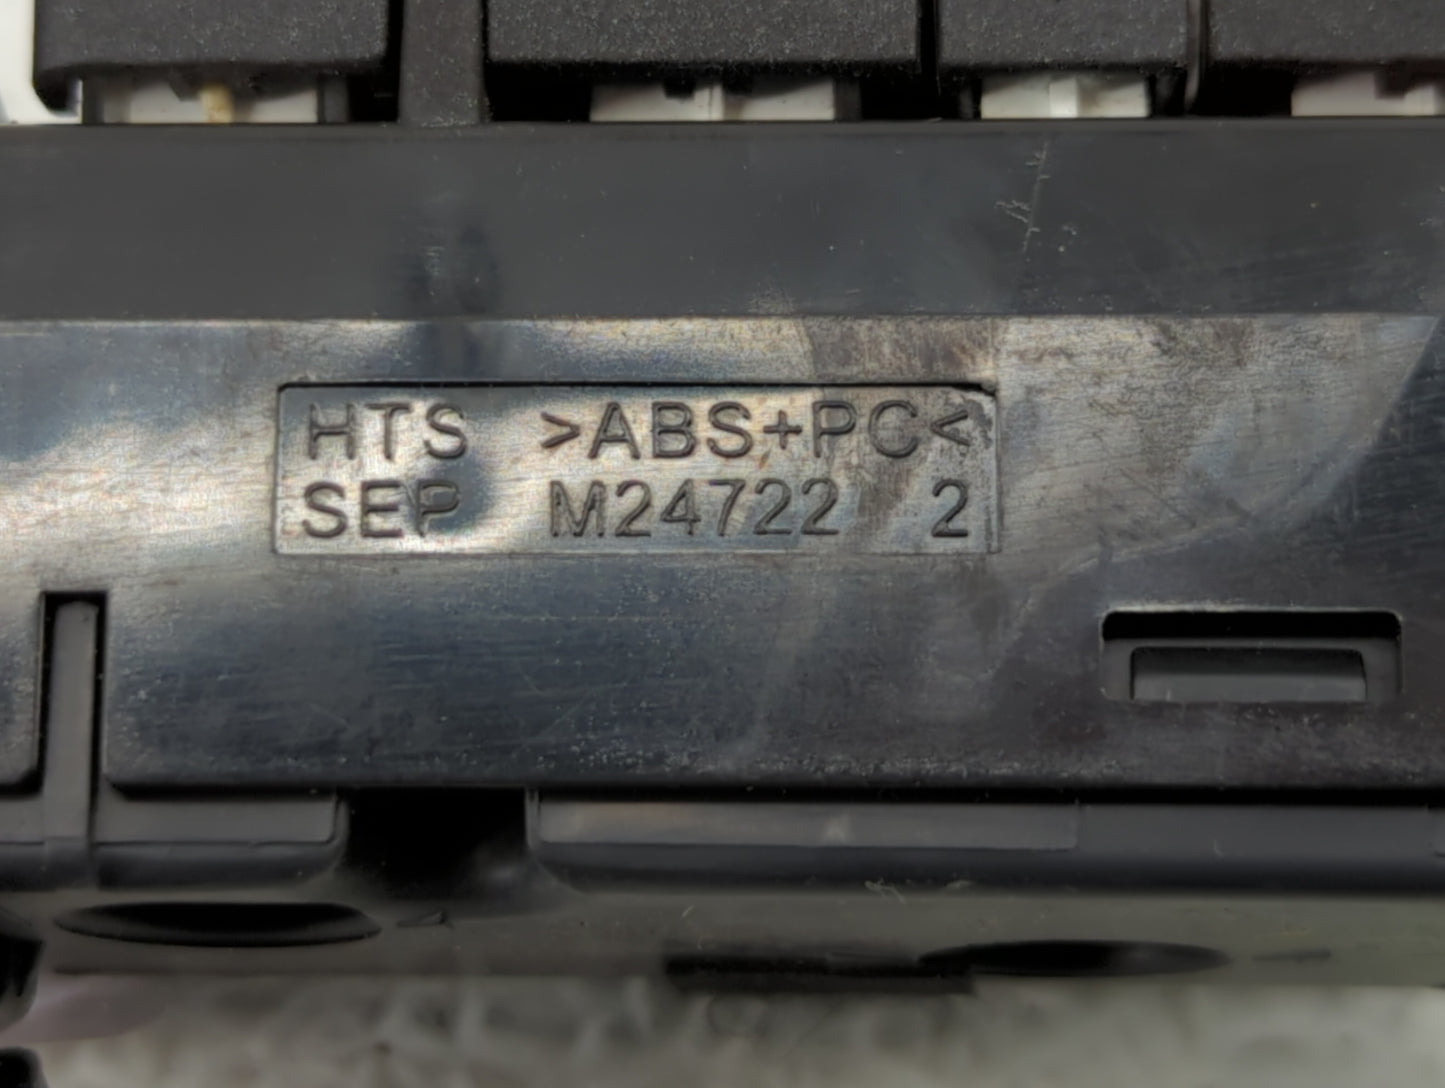 HTS >ABS+PC<
SEP M24722 2